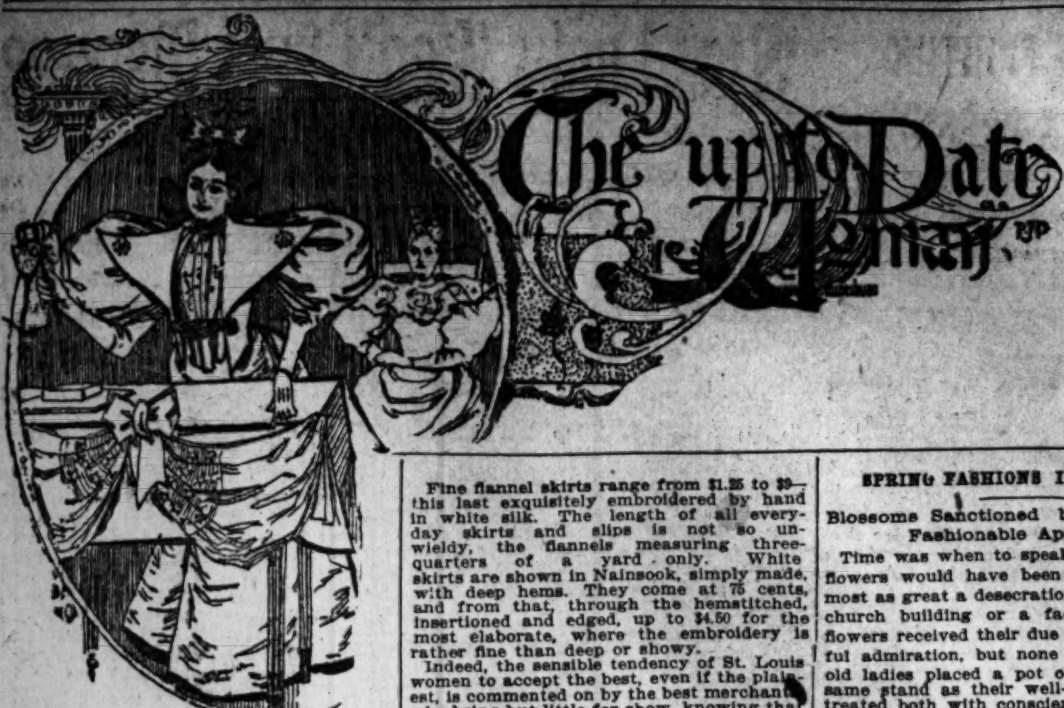 The up to Date
Woman
PJP
Fine flannel skirts range from $1.25 to $9—
this last exquisitely embroidered by hand
in white silk. The length of all every-
day skirts and slips is not so un-
wieldy, the flannels measuring three-
quarters of a yard only. White
skirts are shown in Nainsook, simply made,
with deep hems. They come at 75 cents,
and from that, through the hemstitched,
insertioned and edged, up to $4.50 for the
most elaborate, where the embroidery is
rather fine than deep or showy.
Indeed, the sensible tendency of St. Louis
women to accept the best, even if the plain-
est, is commented on by the best merchants
SPRING FASHIONS I
Blossoms Sanctioned b
Fashionable Ap
Time was when to speak
flowers would have been
most as great a desecratio
church building or a fa
flowers received their due
ful admiration, but none
old ladies placed a pot o
same stand as their well-
treated both with conscie